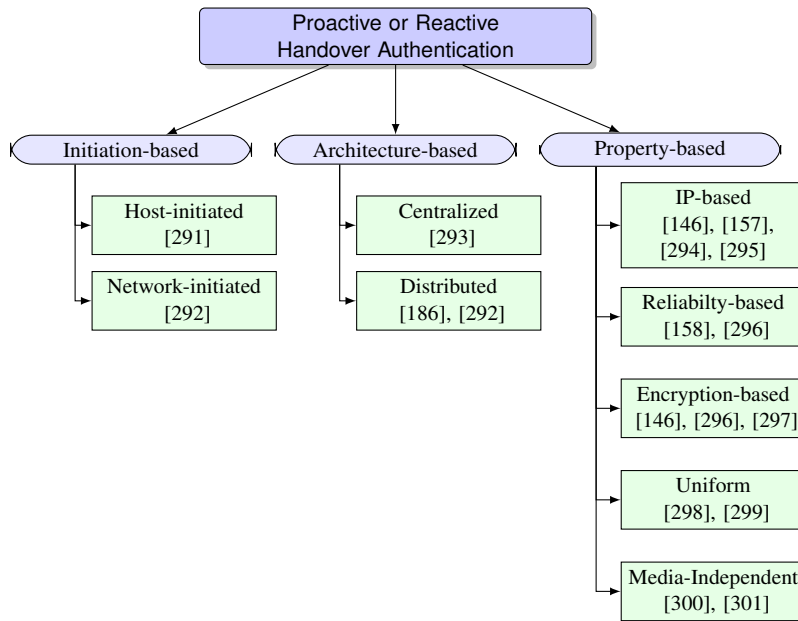 Proactive or Reactive
Handover Authentication
Initiation-based
Architecture-based
Property-based
Host-initiated
[291]
Network-initiated
[292]
Centralized
[293]
Distributed
[186], [292]
IP-based
[146], [157],
[294], [295]
Reliabilty-based
[158], [296]
Encryption-based
[146], [296], [297]
Uniform
[298], [299]
Media-Independent
[300], [301]